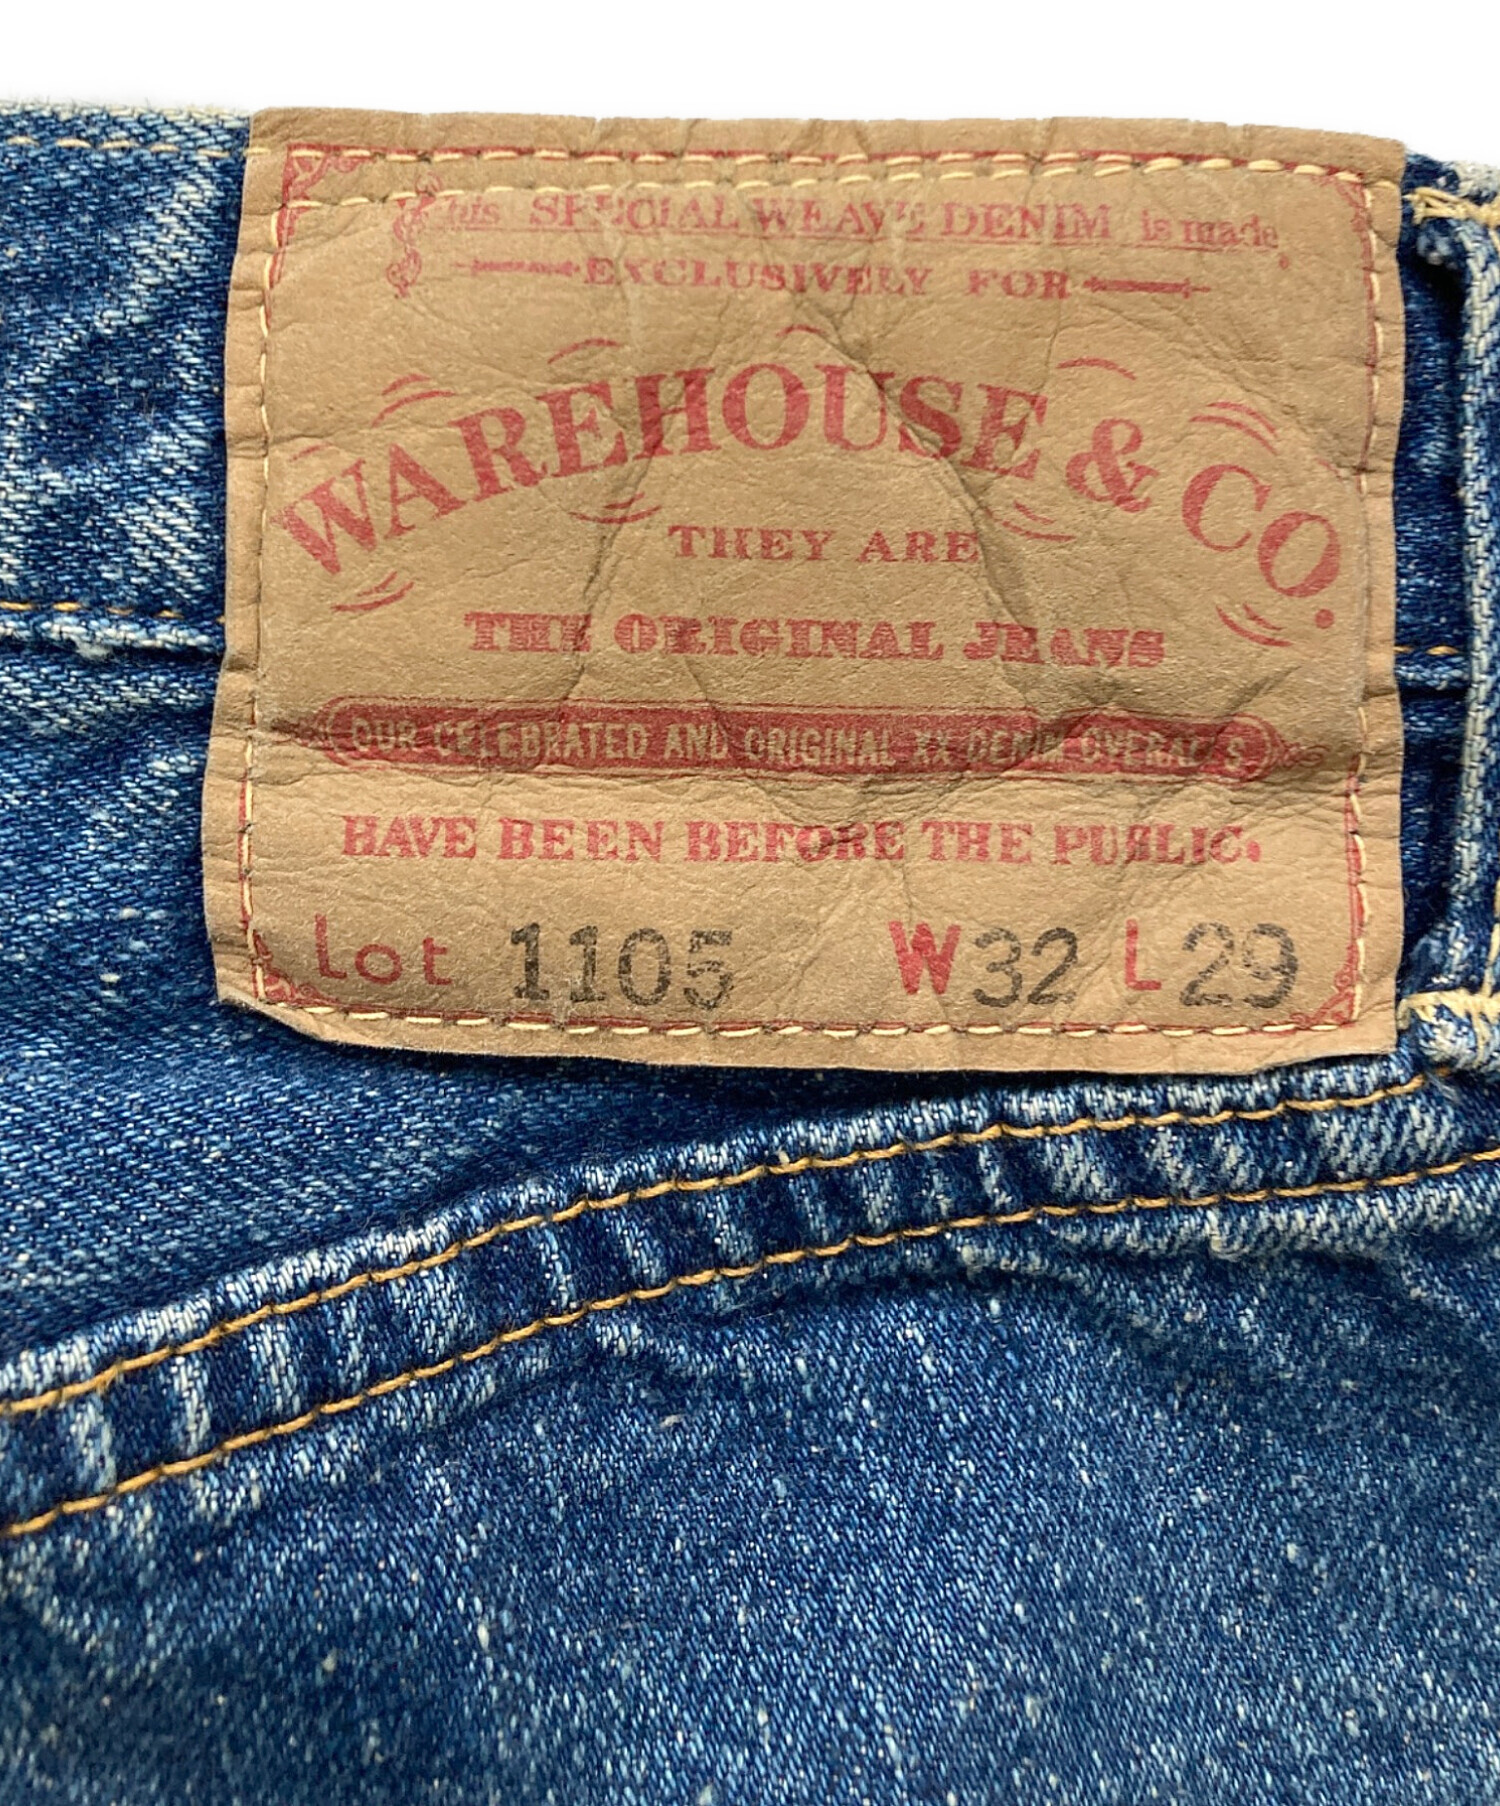 This SPECIAL WEAVE DENIM is made
EXCLUSIVELY FOR
WAREHOUSE & CO.
THEY ARE
THE ORIGINAL JEANS
OUR CELEBRATED AND ORIGINAL XX DENIM OVERALLS
HAVE BEEN BEFORE THE PUBLIC.
Lot 1105 W32 L29